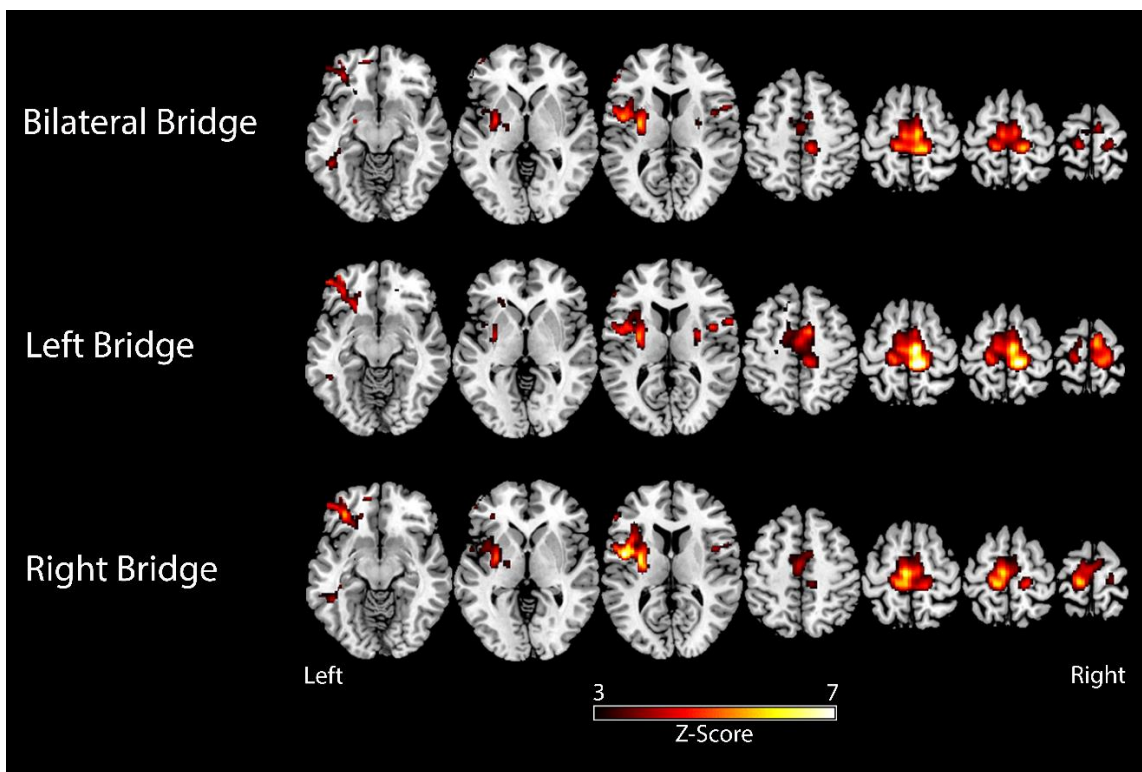 Bilateral Bridge
Left Bridge
Right Bridge
Left
Right
3
7
Z-Score